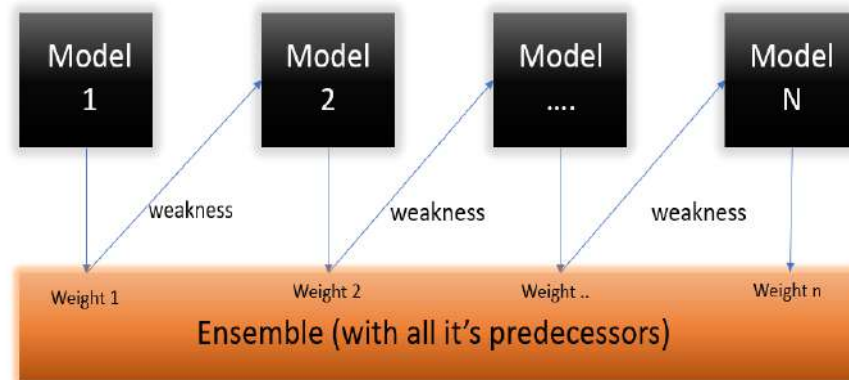 Model
1
Model
2
Model
....
Model
N
weakness
weakness
weakness
Weight 1
Weight 2
Weight ..
Weight n
Ensemble (with all it's predecessors)